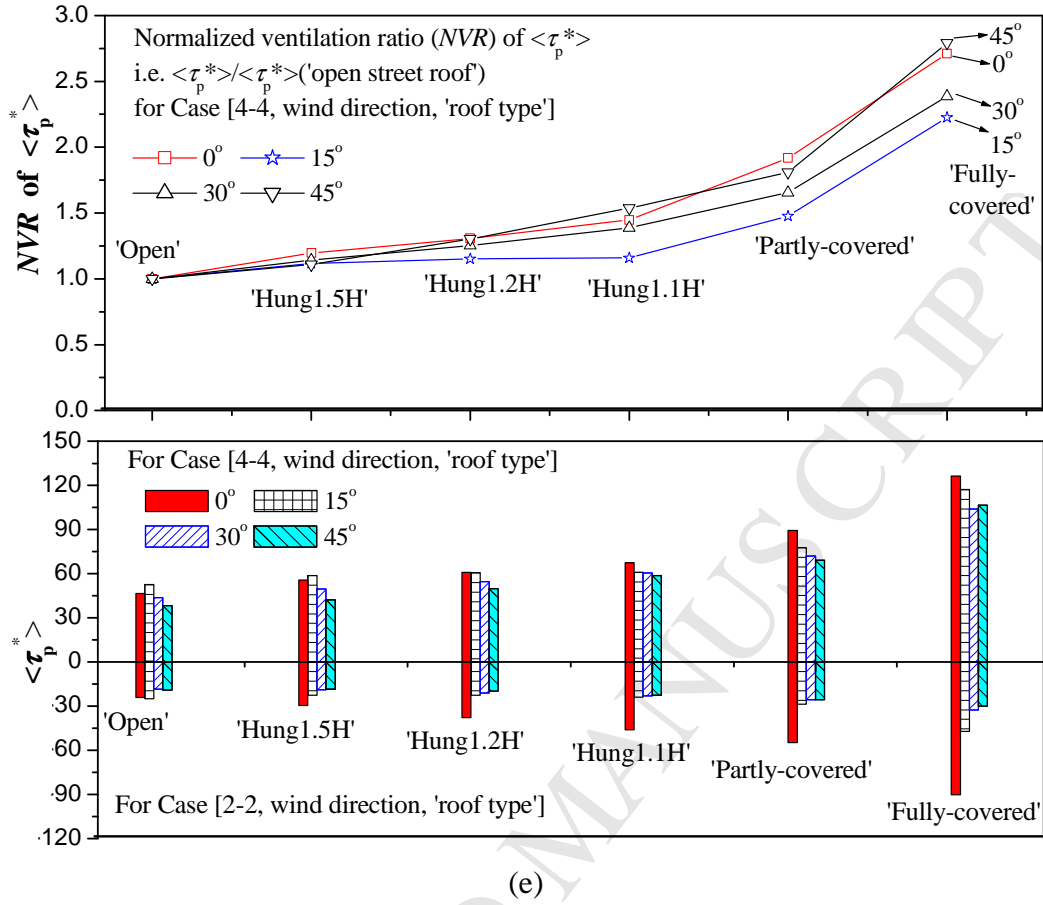 3.0
2.5
2.0
1.5
1.0
0.5
0.0
NVR of <τp*>
Normalized ventilation ratio (NVR) of <τp*>
i.e. <τp*>/<τp*>('open street roof')
for Case [4-4, wind direction, 'roof type']
0° 15°
30° 45°
45°
0°
30°
15°
'Fully-
covered'
'Open'
'Partly-covered'
'Hung1.5H'
'Hung1.2H'
'Hung1.1H'
150
120
90
60
30
0
-30
-60
-90
-120
<τp*>
For Case [4-4, wind direction, 'roof type']
0° 15°
30° 45°
'Open'
'Hung1.5H'
'Hung1.2H'
'Hung1.1H'
'Partly-covered'
'Fully-covered'
For Case [2-2, wind direction, 'roof type']
(e)
MANUSCRIPT